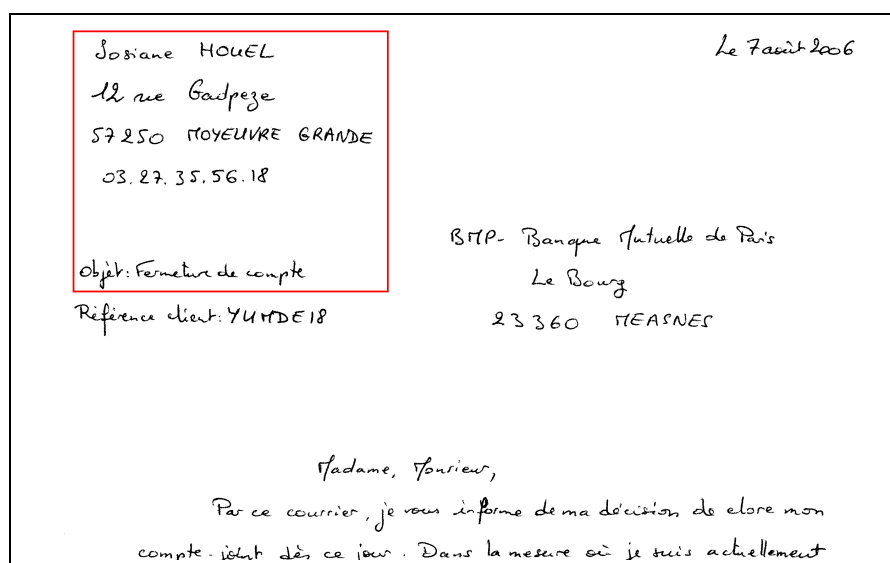 Josiane HOUEL
Le 7 août 2006
12 rue Gadpeze
57250 MOYEUVRE GRANDE
03.27.35.56.18
BMP- Banque Mutuelle de Paris
Objèt: Fermeture de compte
Le Bourg
Référence client: YUMDE18
23360 MEASNES
Madame, Monsieur,
Par ce courrier, je vous informe de ma décision de clore mon
compte-joint dès ce jour. Dans la mesure où je suis actuellement